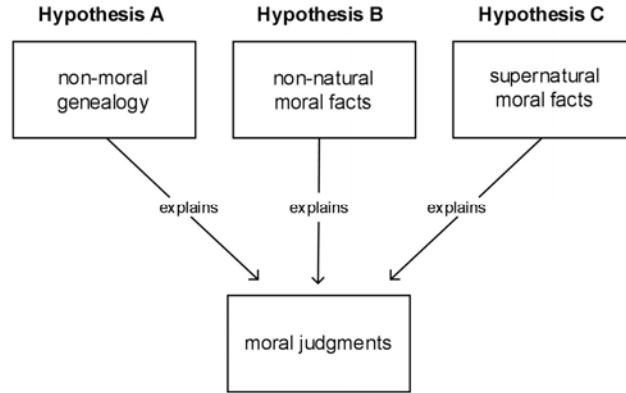 Hypothesis A
Hypothesis B
Hypothesis C
non-moral
genealogy
non-natural
moral facts
supernatural
moral facts
explains
explains
explains
moral judgments